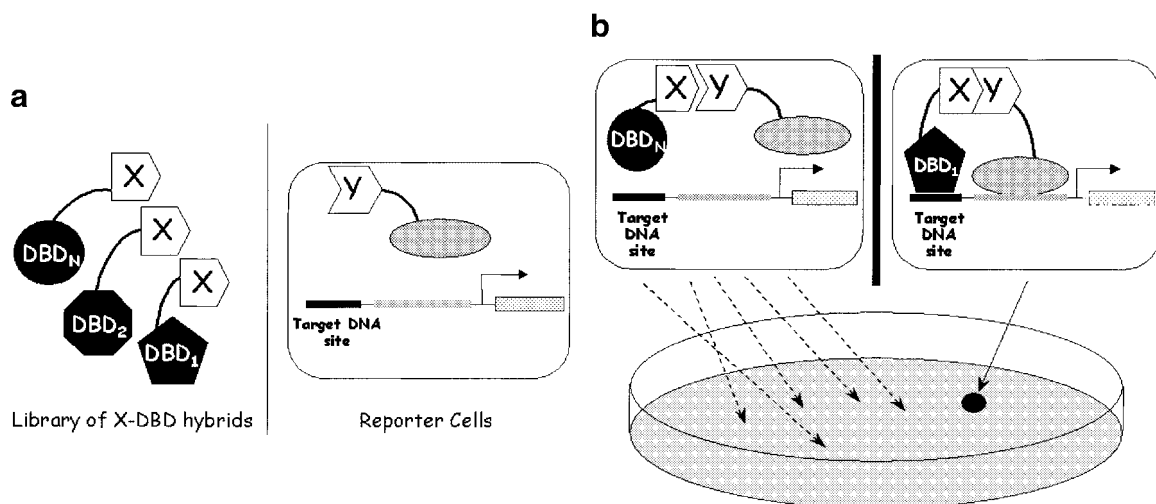 a
X
DBD_N
X
DBD_2
X
DBD_1
Library of X-DBD hybrids
Y
Target DNA
site
Reporter Cells
b
X Y
DBD_N
Target
DNA
site
X Y
DBD_1
Target
DNA
site